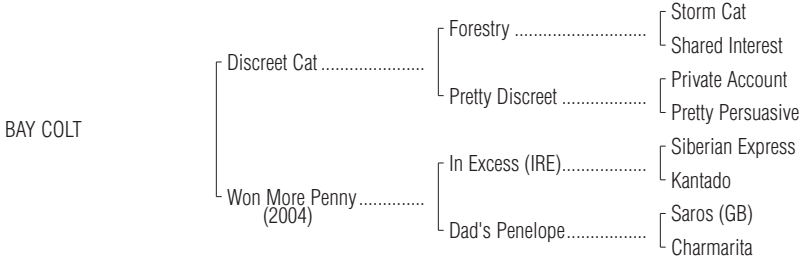 Storm Cat
Forestry ............................
Shared Interest
Discreet Cat ......................
Private Account
Pretty Discreet ..................
Pretty Persuasive
BAY COLT
Siberian Express
In Excess (IRE)..................
Kantado
Won More Penny..............
(2004)
Saros (GB)
Dad's Penelope.................
Charmarita